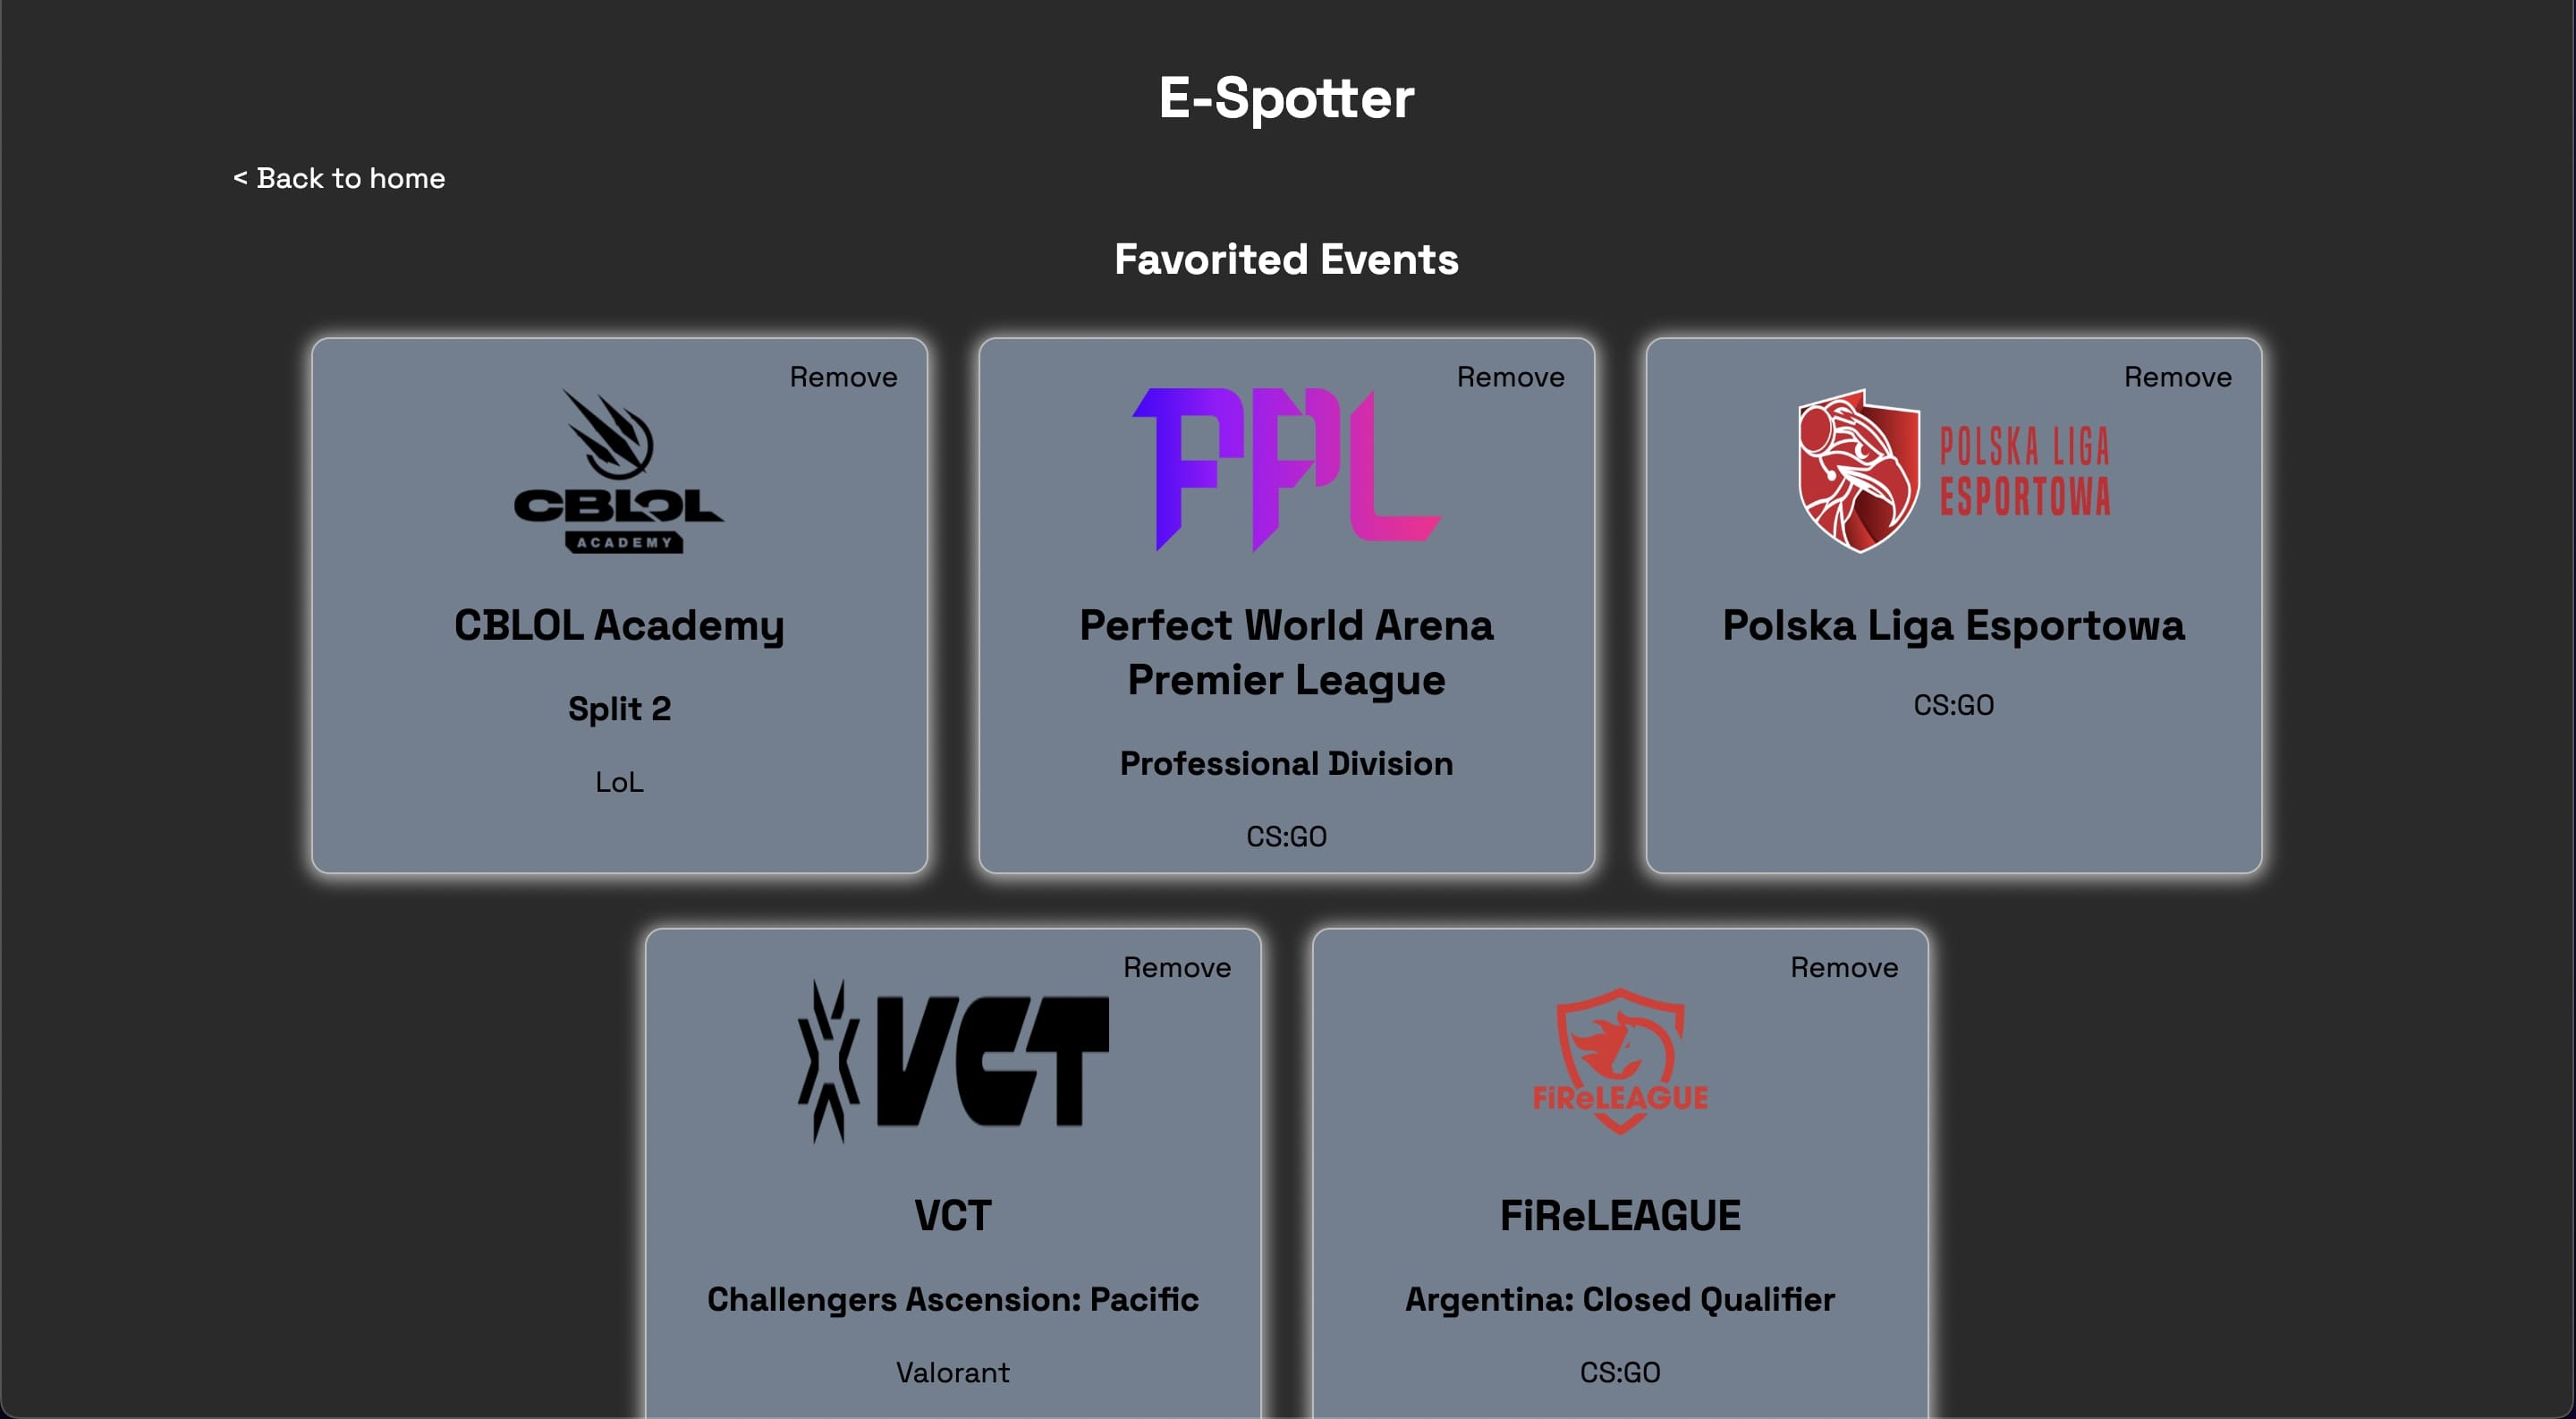 E-Spotter
< Back to home
Favorited Events
Remove
CBLOL
ACADEMY
CBLOL Academy
Split 2
LoL
Remove
PPL
Perfect World Arena
Premier League
Professional Division
CS:GO
Remove
POLSKA LIGA
ESPORTOWA
Polska Liga Esportowa
CS:GO
Remove
VCT
VCT
Challengers Ascension: Pacific
Valorant
Remove
FiReLEAGUE
FiReLEAGUE
Argentina: Closed Qualifier
CS:GO